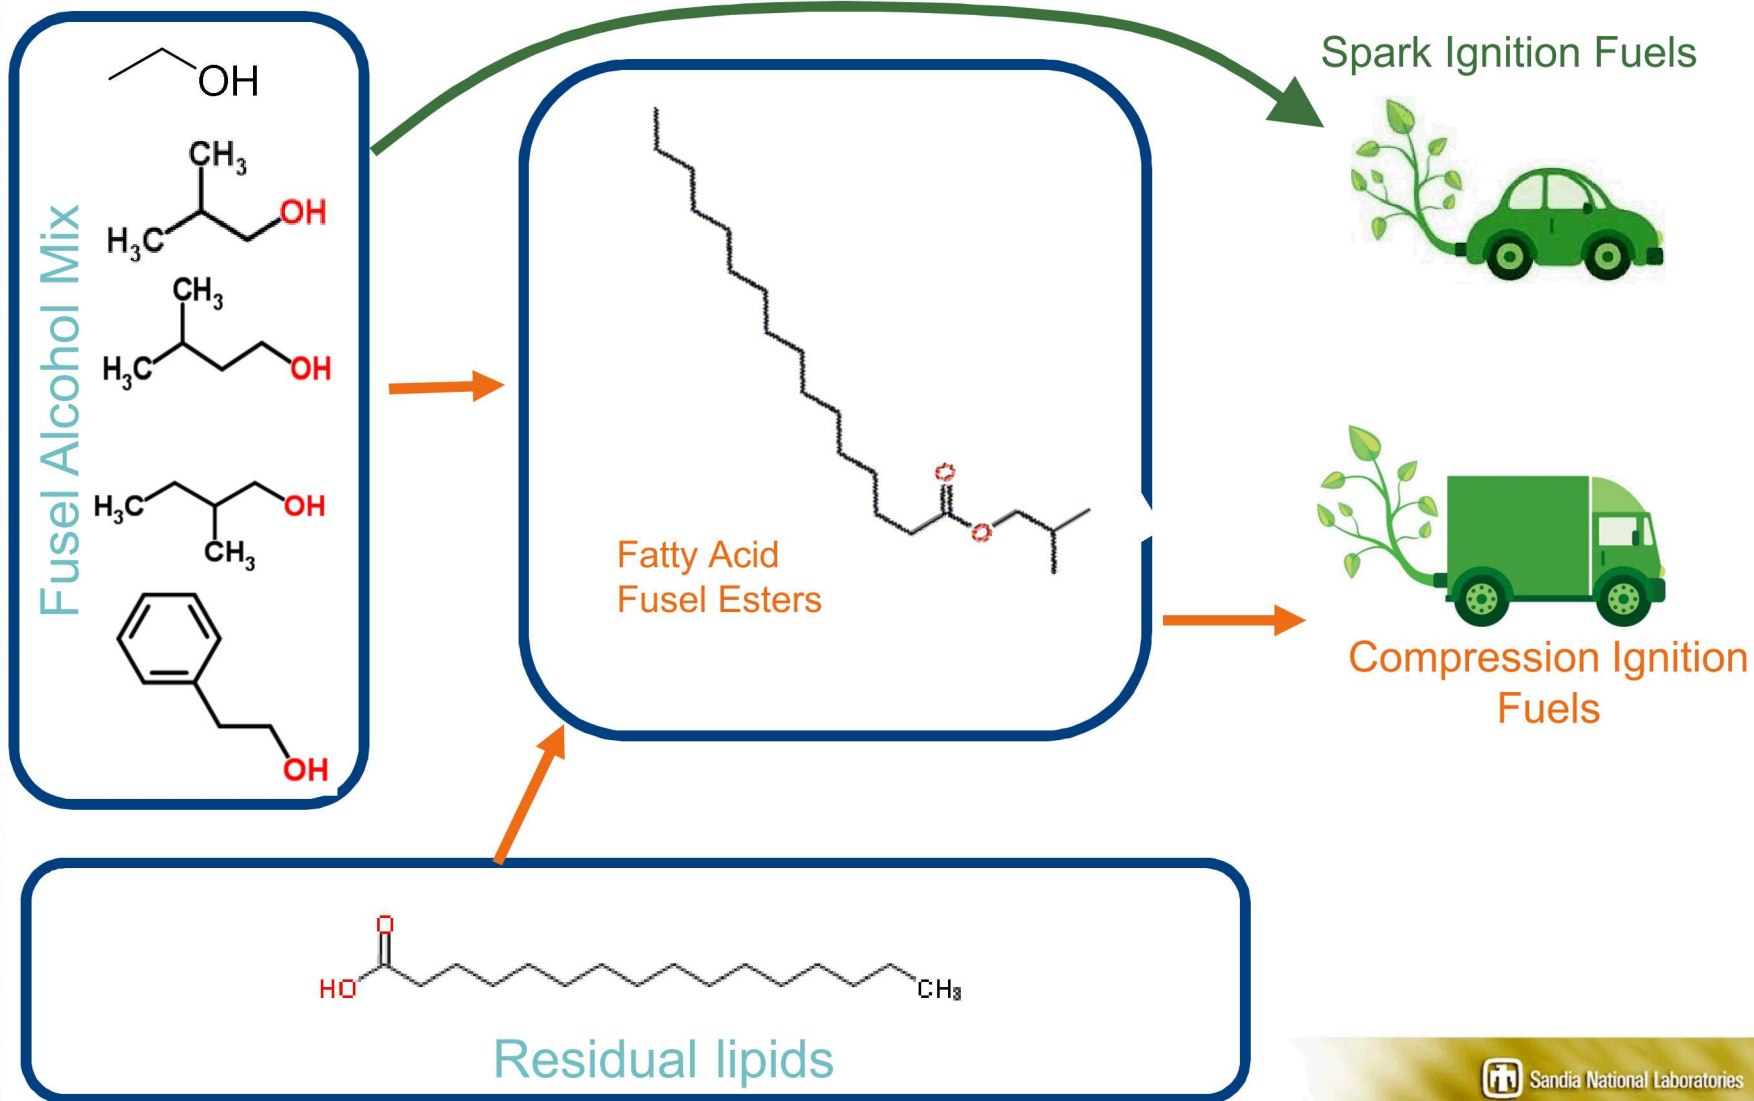 Fusel Alcohol Mix
OH
CH3
H3C
OH
CH3
H3C
OH
H3C
OH
CH3
OH
Fatty Acid
Fusel Esters
O
O
Spark Ignition Fuels
Compression Ignition
Fuels
O
HO
CH3
Residual lipids
Sandia National Laboratories